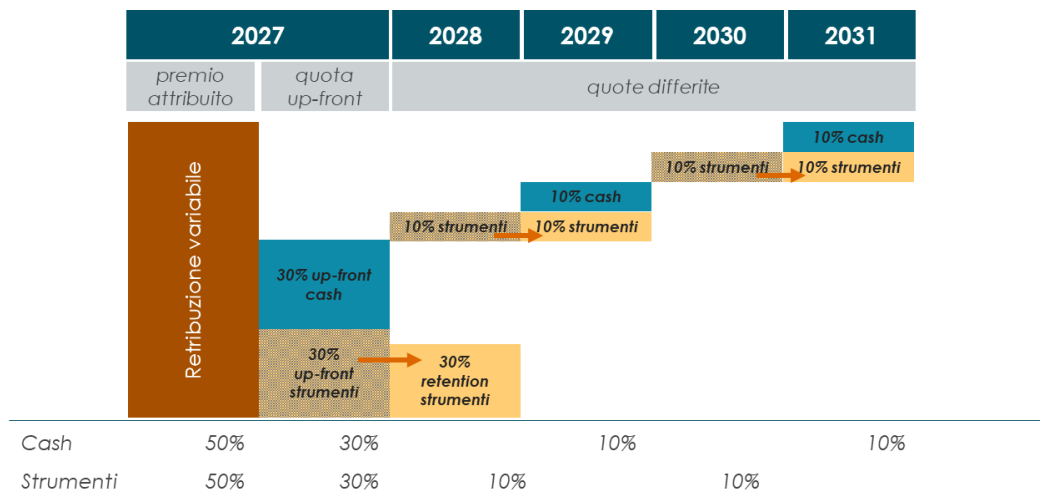 2027 2028 2029 2030 2031
premio attribuito
quota up-front
quote differite
Retribuzione variabile
10% cash
10% strumenti
10% strumenti
10% cash
10% strumenti
10% strumenti
30% up-front
cash
30%
up-front
strumenti
30%
retention
strumenti
Cash 50% 30% 10% 10%
Strumenti 50% 30% 10% 10%